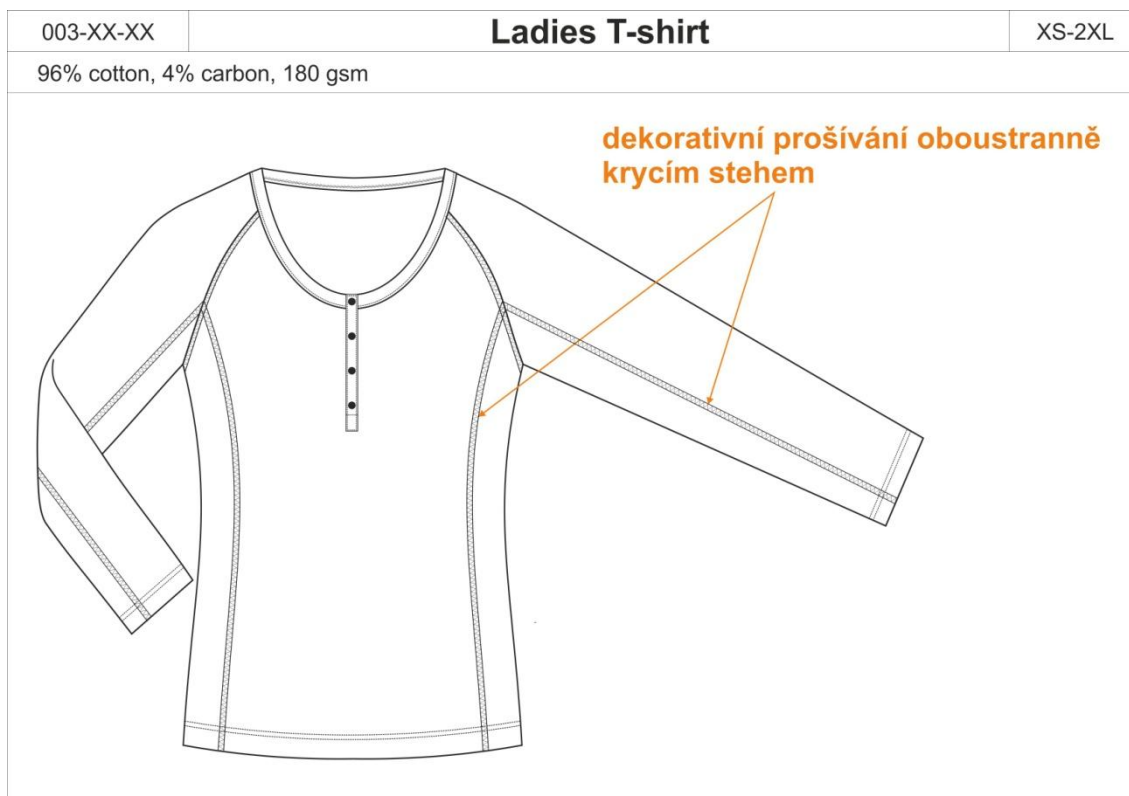 003-XX-XX
Ladies T-shirt
XS-2XL
96% cotton, 4% carbon, 180 gsm
dekorativní prošívání oboustranně
krycím stehem